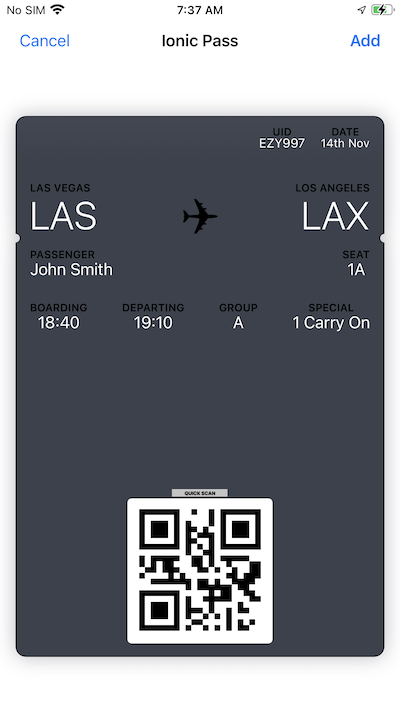 No SIM 7:37 AM
Cancel Ionic Pass Add
UID DATE
EZY997 14th Nov
LAS VEGAS LOS ANGELES
LAS LAX
PASSENGER SEAT
John Smith 1A
BOARDING DEPARTING GROUP SPECIAL
18:40 19:10 A 1 Carry On
QUICK SCAN